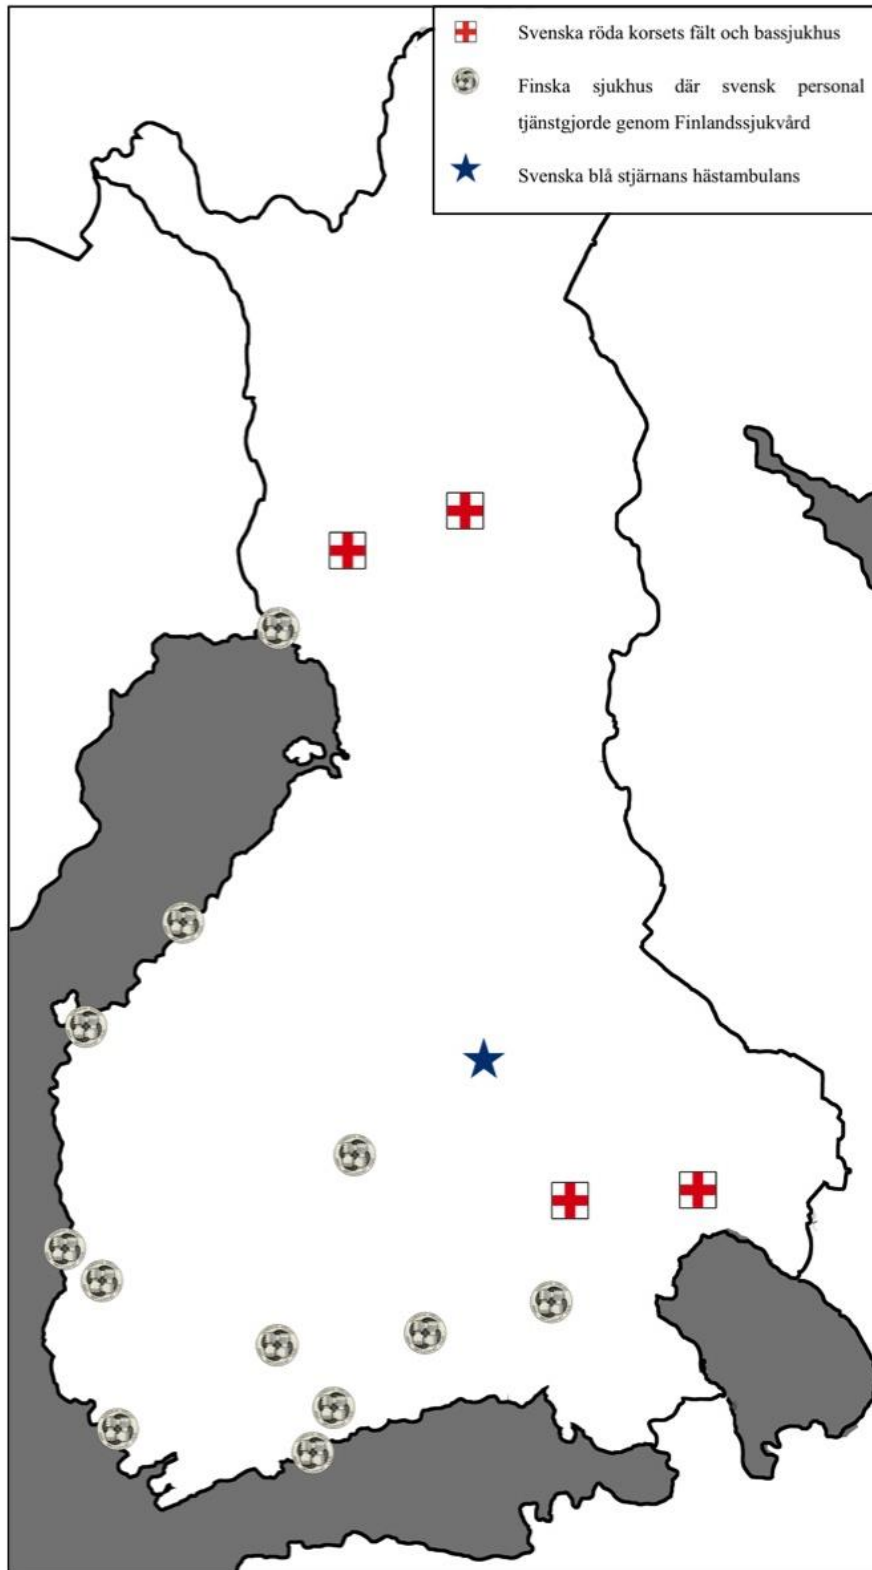 Svenska röda korsets fält och bassjukhus
Finska sjukhus där svensk personal
tjänstgjorde genom Finlandssjukvård
Svenska blå stjärnans hästambulans